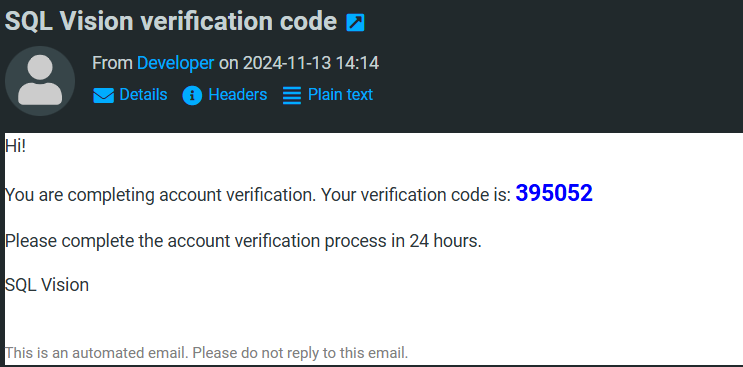 SQL Vision verification code
From Developer on 2024-11-13 14:14
Details Headers Plain text
Hi!
You are completing account verification. Your verification code is: 395052
Please complete the account verification process in 24 hours.
SQL Vision
This is an automated email. Please do not reply to this email.